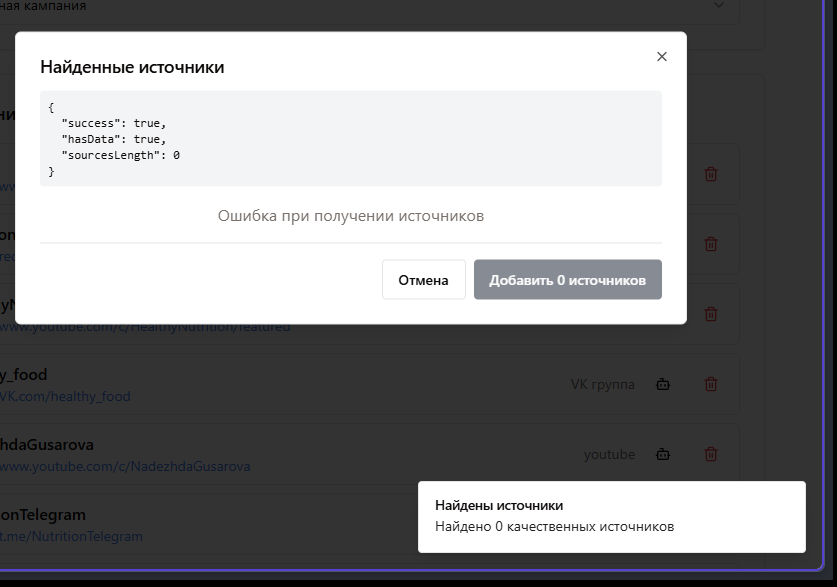 ная кампания
Найденные источники
{
"success": true,
"hasData": true,
"sourcesLength": 0
}
Ошибка при получении источников
Отмена
Добавить 0 источников
www.youtube.com/c/HealthyNutrition/featured
y_food
VK.com/healthy_food
VK группа
hdaGusarova
www.youtube.com/c/NadezhdaGusarova
youtube
onTelegram
t.me/NutritionTelegram
Найдены источники
Найдено 0 качественных источников